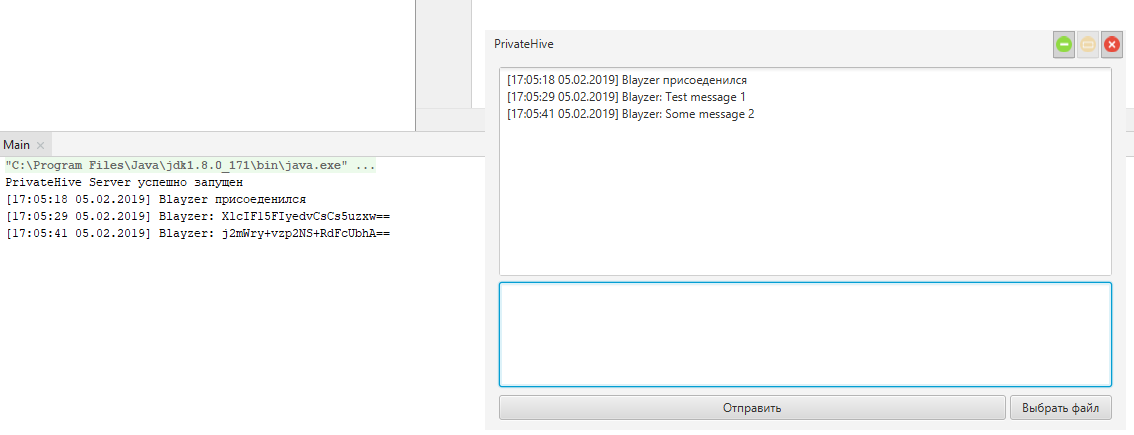 Main
"C:\Program Files\Java\jdk1.8.0_171\bin\java.exe" ...
PrivateHive Server успешно запущен
[17:05:18 05.02.2019] Blayzer присоеденился
[17:05:29 05.02.2019] Blayzer: XlcIFl5FIyedvCsCs5uzxw==
[17:05:41 05.02.2019] Blayzer: j2mWry+vzp2NS+RdFcUbhA==
PrivateHive
[17:05:18 05.02.2019] Blayzer присоеденился
[17:05:29 05.02.2019] Blayzer: Test message 1
[17:05:41 05.02.2019] Blayzer: Some message 2
Отправить
Выбрать файл